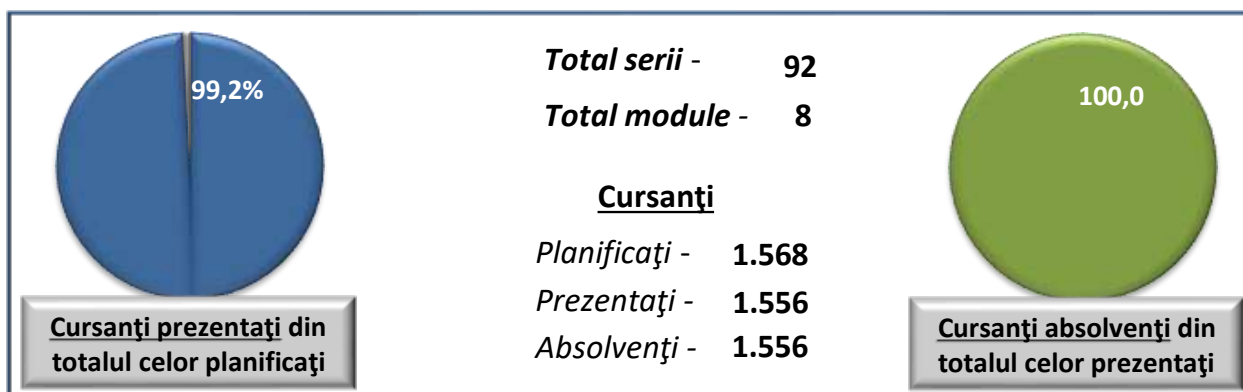 99,2%
Total serii - 92
Total module - 8
100,0
Cursanţi
Planificaţi - 1.568
Prezentaţi - 1.556
Absolvenţi - 1.556
Cursanţi prezentaţi din
totalul celor planificaţi
Cursanţi absolvenţi din
totalul celor prezentaţi